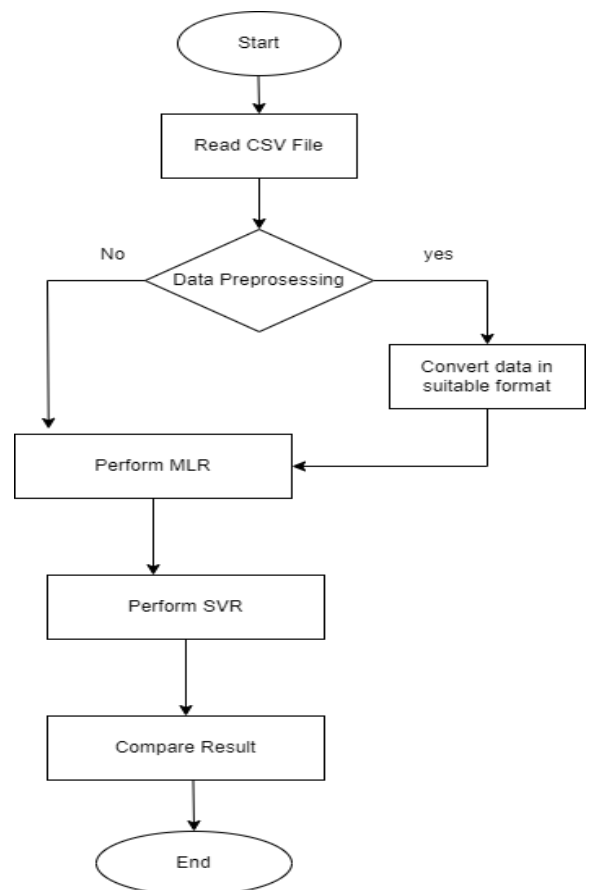 Start
Read CSV File
No
yes
Data Preprosessing
Convert data in
suitable format
Perform MLR
Perform SVR
Compare Result
End